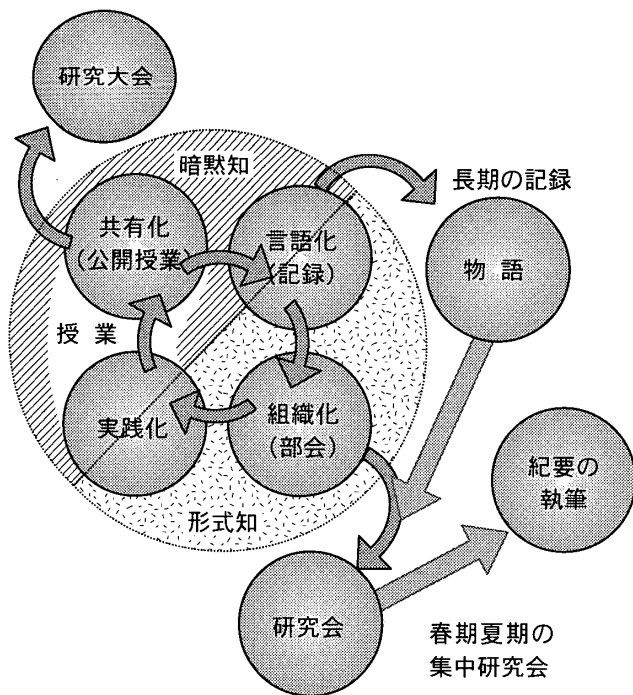 研究大会
暗黙知
長期の記録
共有化
（公開授業）
言語化
（記録）
物 語
授 業
実践化
組織化
（部会）
紀要の
執筆
形式知
研究会
春期夏期の
集中研究会